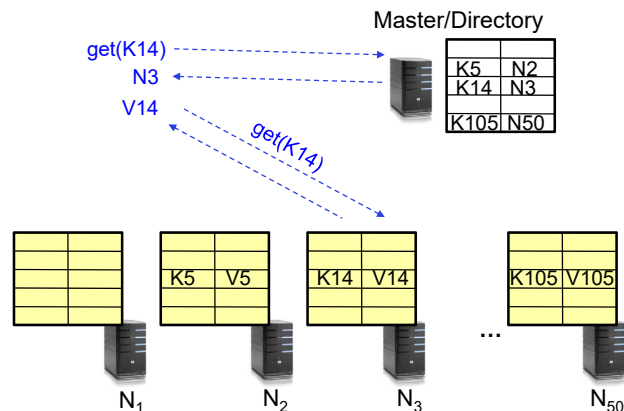 Master/Directory
get(K14)
N3
V14
K5 N2
K14 N3
K105 N50
get(K14)
K5 V5
K14 V14
K105 V105
...
N1
N2
N3
N50